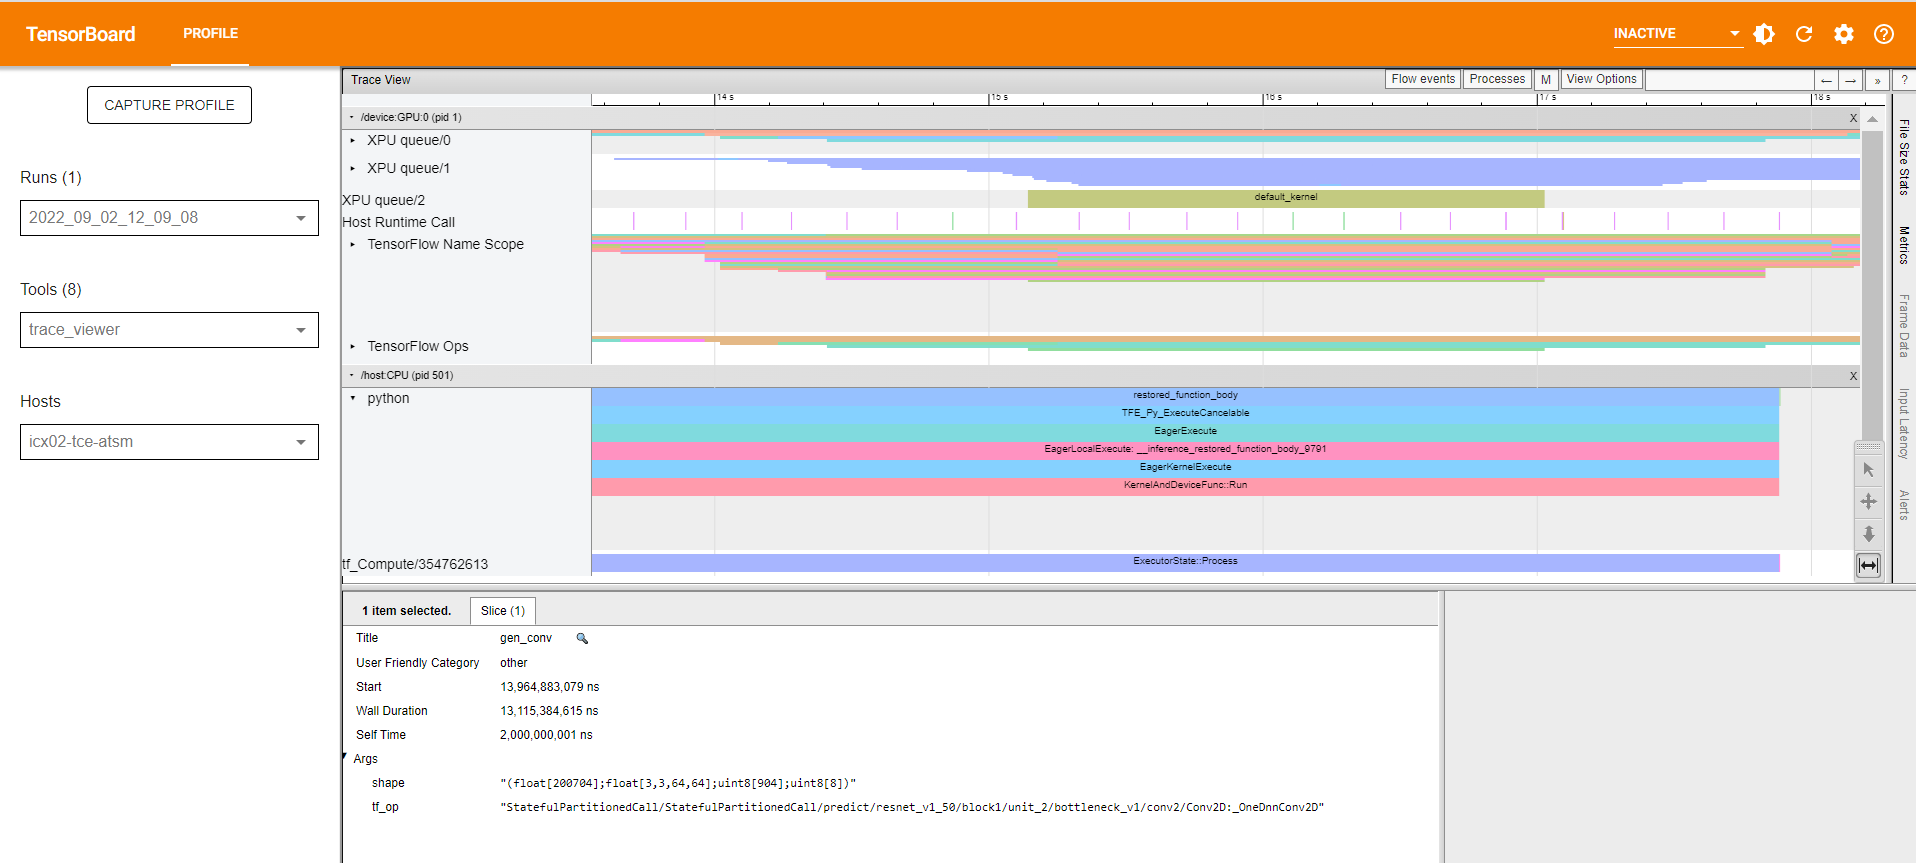 TensorBoard PROFILE INACTIVE
CAPTURE PROFILE
Runs (1)
2022_09_02_12_09_08
Tools (8)
trace_viewer
Hosts
icx02-tce-atsm
Trace View Flow events Processes M View Options ← → » ?
14 s 15 s 16 s 17 s 18 s
/device:GPU:0 (pid 1) X
XPU queue/0
XPU queue/1
XPU queue/2 default_kernel
Host Runtime Call
TensorFlow Name Scope
TensorFlow Ops
/host:CPU (pid 501) X
python restored_function_body
TFE_Py_ExecuteCancelable
EagerExecute
EagerLocalExecute: __inference_restored_function_body_9791
EagerKernelExecute
KernelAndDeviceFunc::Run
tf_Compute/354762613 ExecutorState::Process
File Size Stats
Metrics
Frame Data
Input Latency
Alerts
1 item selected. Slice (1)
Title gen_conv
User Friendly Category other
Start 13,964,883,079 ns
Wall Duration 13,115,384,615 ns
Self Time 2,000,000,001 ns
Args
shape "(float[200704];float[3,3,64,64];uint8[904];uint8[8])"
tf_op "StatefulPartitionedCall/StatefulPartitionedCall/predict/resnet_v1_50/block1/unit_2/bottleneck_v1/conv2/Conv2D:_OneDnnConv2D"